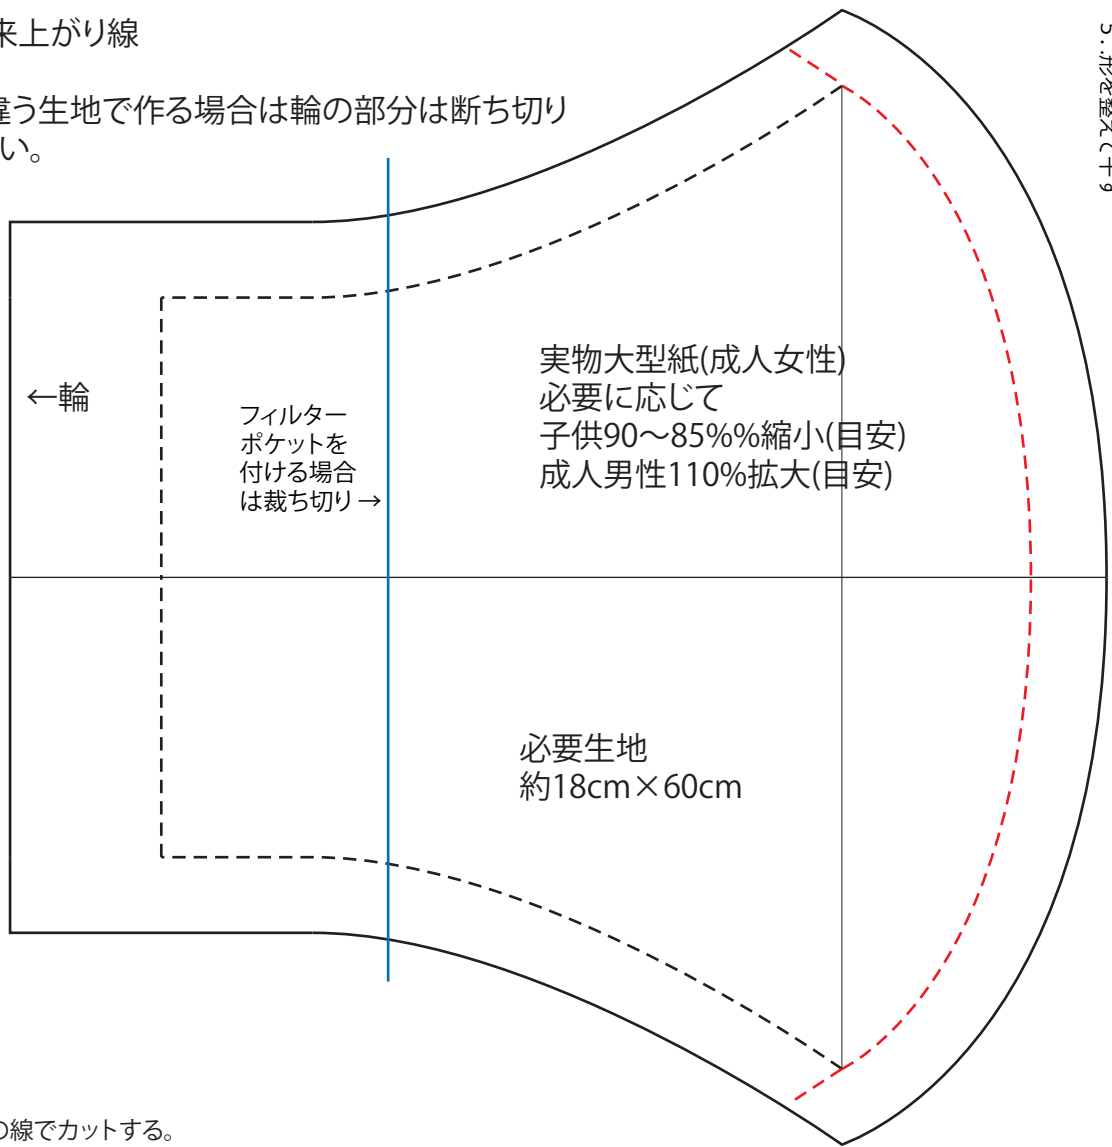 来上がり線
違う生地で作る場合は輪の部分は断ち切り
い。
←輪
フィルター
ポケットを
付ける場合
は裁ち切り→
実物大型紙(成人女性)
必要に応じて
子供90～85%%縮小(目安)
成人男性110%拡大(目安)
必要生地
約18cm×60cm
の線でカットする。
5..形を整えて干す